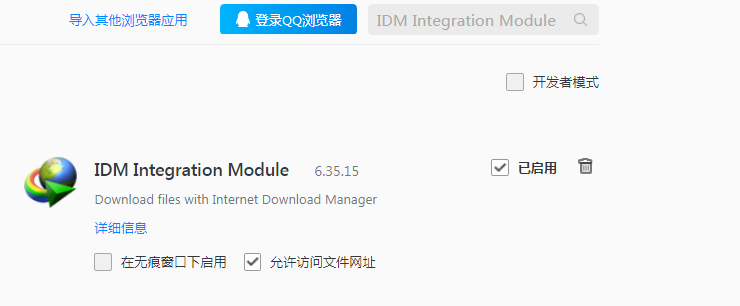 导入其他浏览器应用 登录QQ浏览器 IDM Integration Module
开发者模式
IDM Integration Module 6.35.15 已启用
Download files with Internet Download Manager
详细信息
在无痕窗口下启用 允许访问文件网址